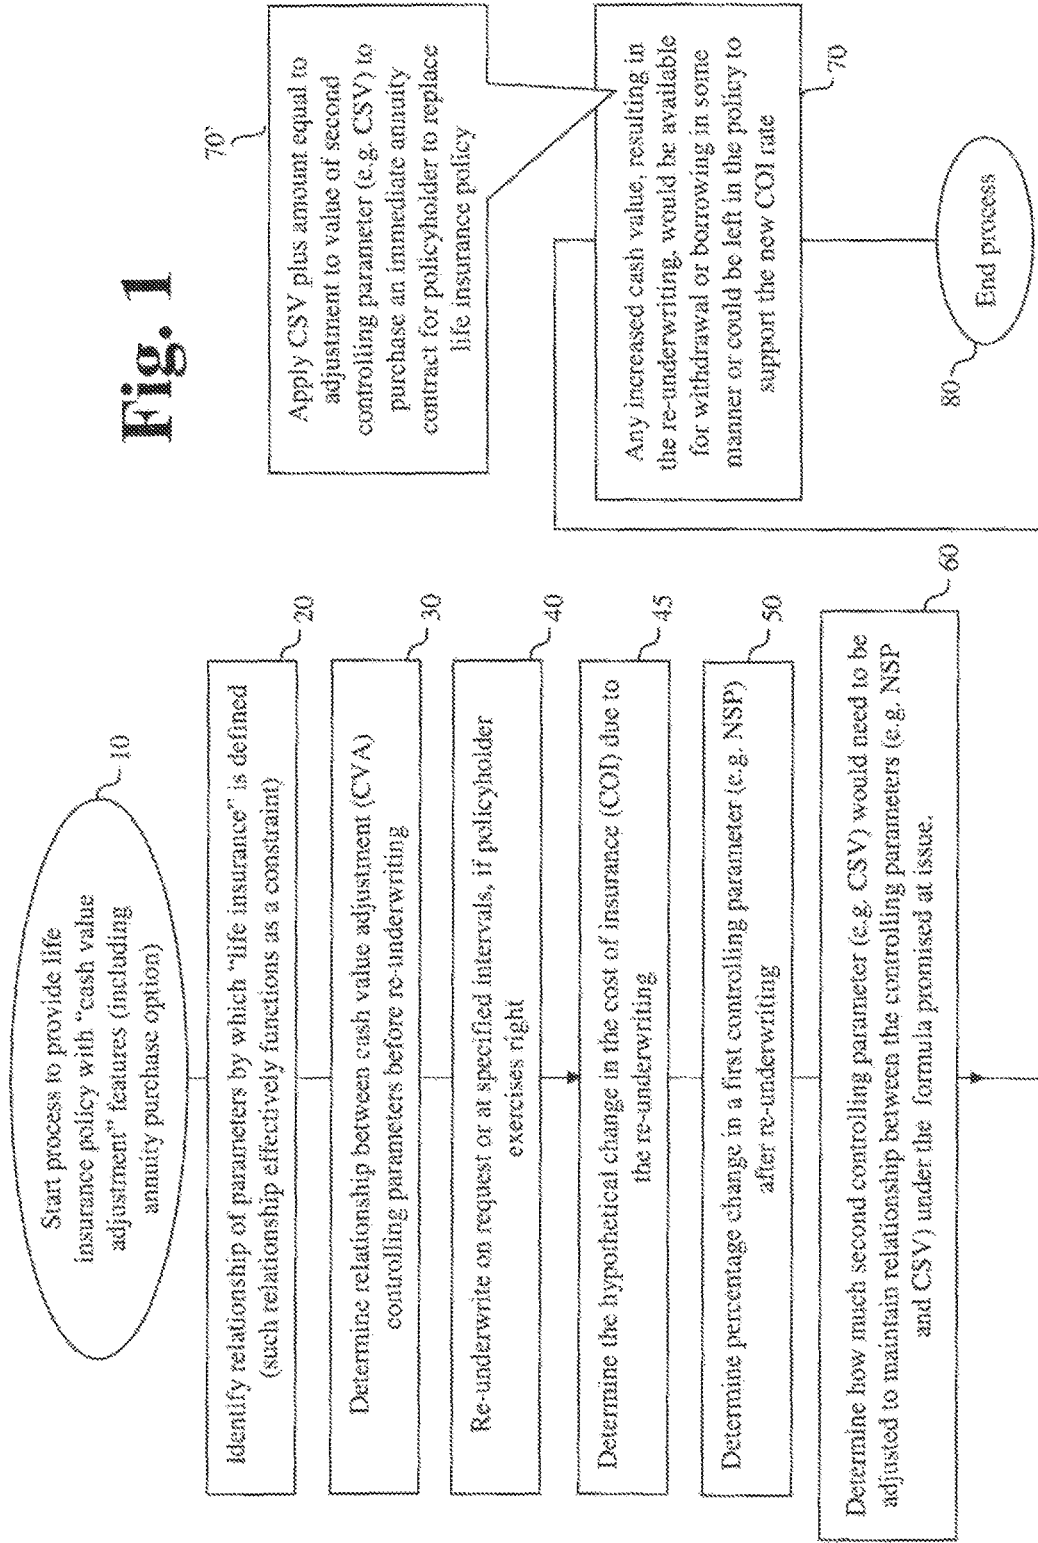 Fig. 1
Start process to provide life
insurance policy with “cash value
adjustment” features (including
annuity purchase option)
10
Identify relationship of parameters by which “life insurance” is defined
(such relationship effectively functions as a constraint)
20
Determine relationship between cash value adjustment (CVA)
controlling parameters before re-underwriting
30
Re-underwrite on request or at specified intervals, if policyholder
exercises right
40
Determine the hypothetical change in the cost of insurance (COI) due to
the re-underwriting
45
Determine percentage change in a first controlling parameter (e.g. NSP)
after re-underwriting
50
Determine how much second controlling parameter (e.g. CSV) would need to be
adjusted to maintain relationship between the controlling parameters (e.g. NSP
and CSV) under the formula promised at issue.
60
70'
Apply CSV plus amount equal to
adjustment to value of second
controlling parameter (e.g. CSV) to
purchase an immediate annuity
contract for policyholder to replace
life insurance policy
Any increased cash value, resulting in
the re-underwriting, would be available
for withdrawal or borrowing in some
manner or could be left in the policy to
support the new COI rate
70
End process
80